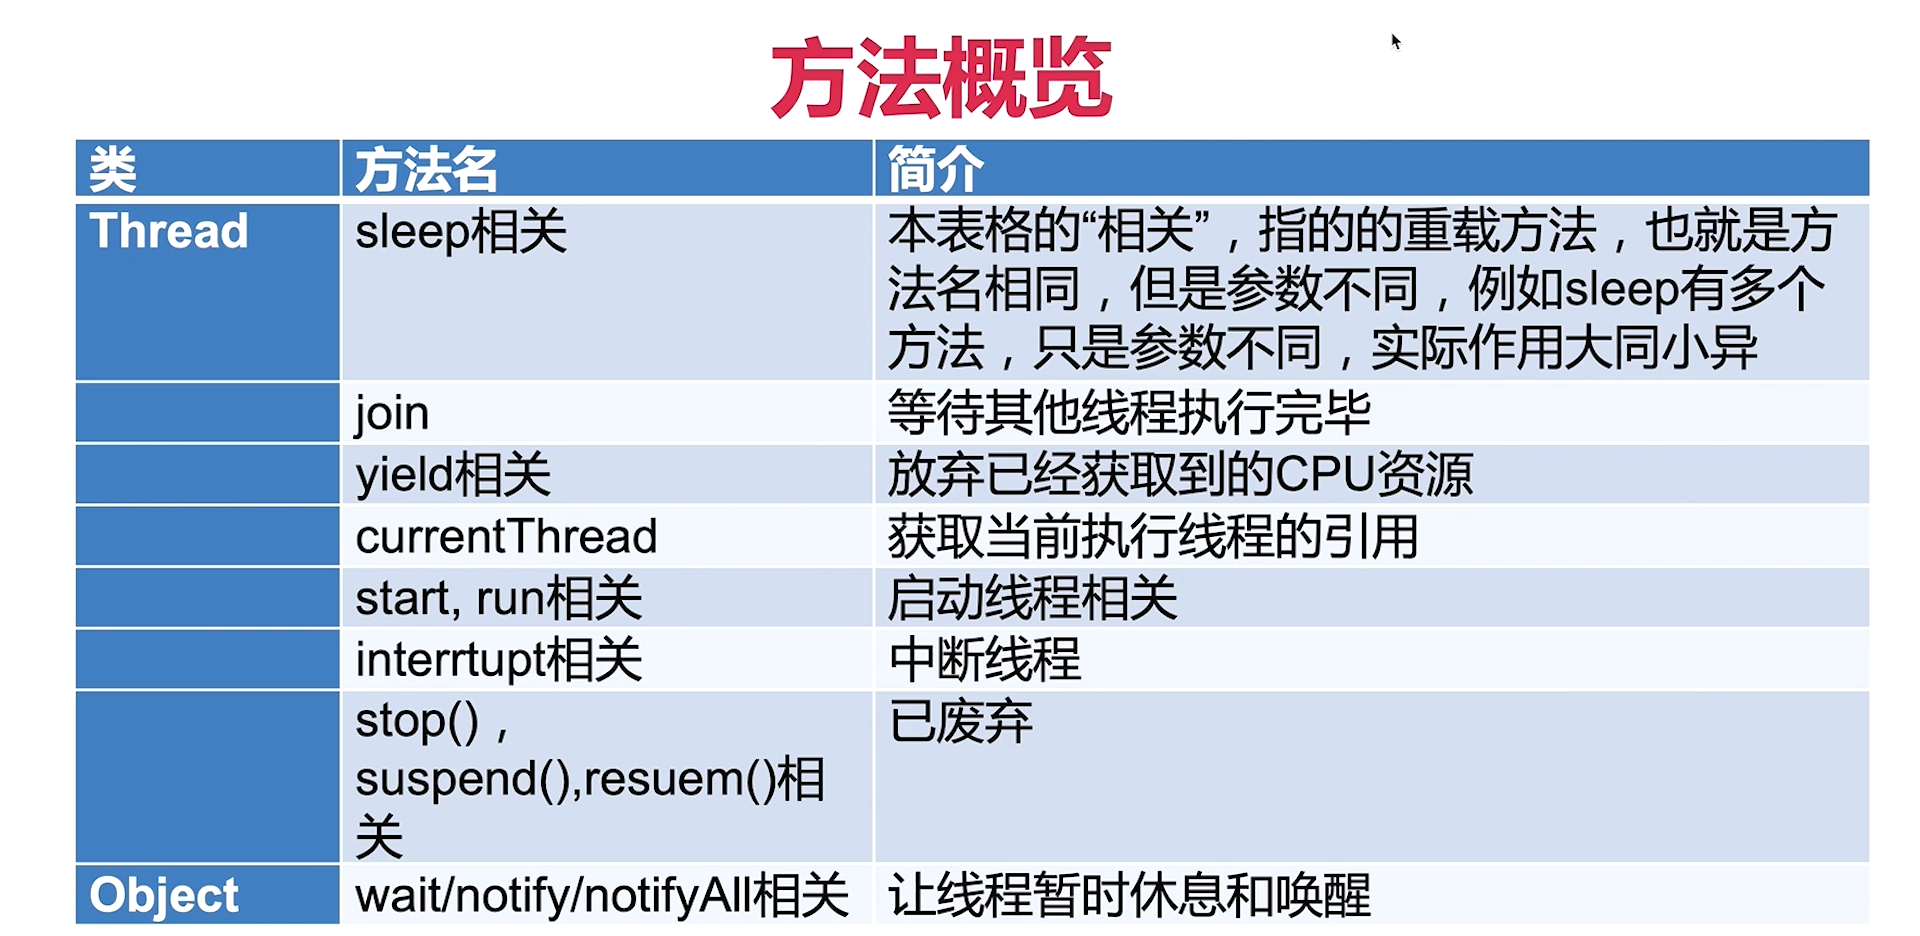 方法概览
类 方法名 简介
Thread sleep相关 本表格的“相关”，指的的重载方法，也就是方
法名相同，但是参数不同，例如sleep有多个
方法，只是参数不同，实际作用大同小异
join 等待其他线程执行完毕
yield相关 放弃已经获取到的CPU资源
currentThread 获取当前执行线程的引用
start, run相关 启动线程相关
interrtupt相关 中断线程
stop()， 已废弃
suspend(),resuem()相
关
Object wait/notify/notifyAll相关 让线程暂时休息和唤醒